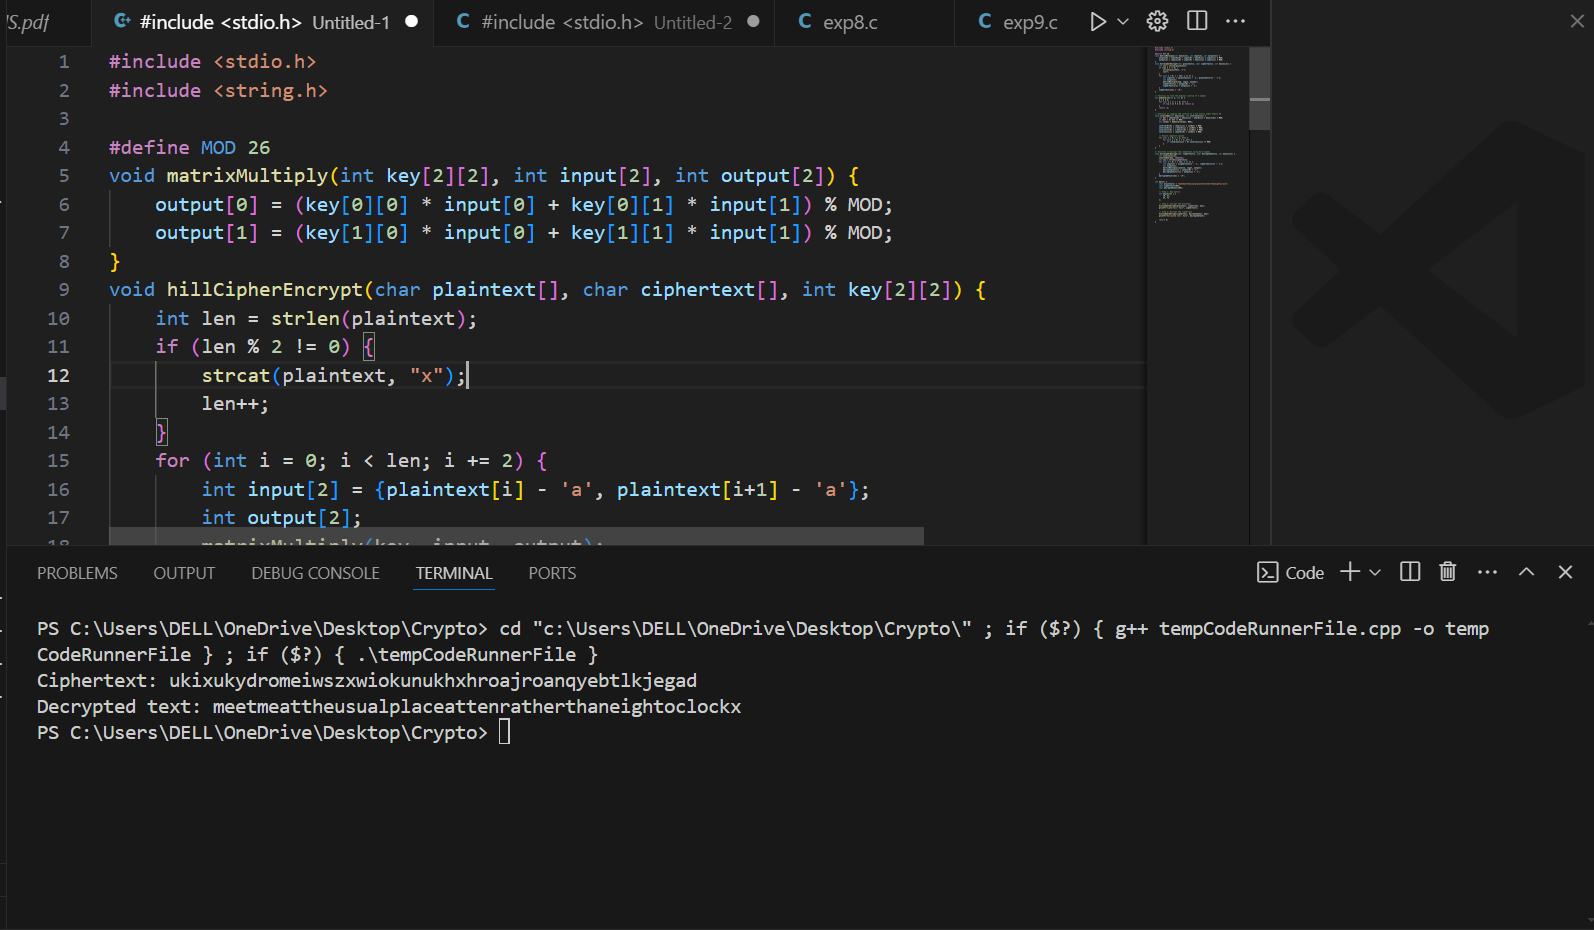 S.pdf
#include <stdio.h> Untitled-1
#include <stdio.h> Untitled-2
C exp8.c
C exp9.c
1 #include <stdio.h>
2 #include <string.h>
3
4 #define MOD 26
5 void matrixMultiply(int key[2][2], int input[2], int output[2]) {
6 output[0] = (key[0][0] * input[0] + key[0][1] * input[1]) % MOD;
7 output[1] = (key[1][0] * input[0] + key[1][1] * input[1]) % MOD;
8 }
9 void hillCipherEncrypt(char plaintext[], char ciphertext[], int key[2][2]) {
10 int len = strlen(plaintext);
11 if (len % 2 != 0) {
12 strcat(plaintext, "x");
13 len++;
14 }
15 for (int i = 0; i < len; i += 2) {
16 int input[2] = {plaintext[i] - 'a', plaintext[i+1] - 'a'};
17 int output[2];
18 matrixMultiply(key, input, output);
PROBLEMS OUTPUT DEBUG CONSOLE TERMINAL PORTS
Code
PS C:\Users\DELL\OneDrive\Desktop\Crypto> cd "c:\Users\DELL\OneDrive\Desktop\Crypto\" ; if ($?) { g++ tempCodeRunnerFile.cpp -o temp
CodeRunnerFile } ; if ($?) { .\tempCodeRunnerFile }
Ciphertext: ukixukydromeiwszxwiokunukhxhroajroanqyebtlkjegad
Decrypted text: meetmeattheusualplaceattenratherthaneightoclockx
PS C:\Users\DELL\OneDrive\Desktop\Crypto>